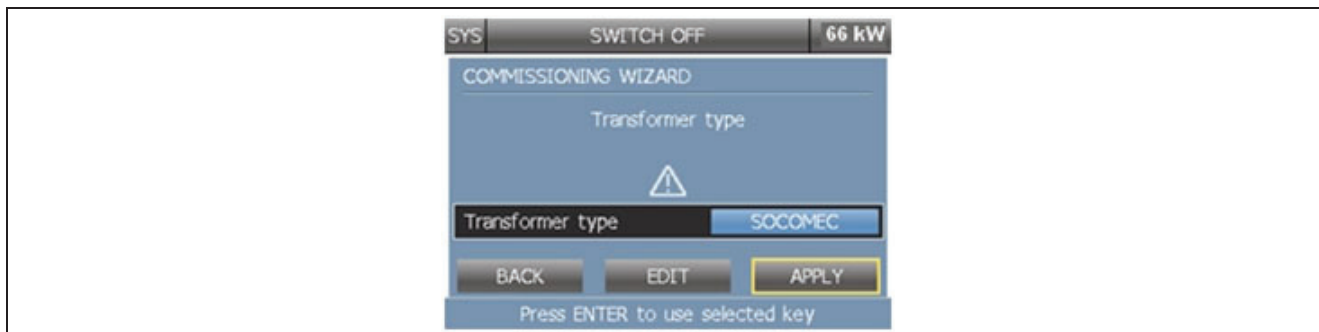 SYS SWITCH OFF 66 kW
COMMISSIONING WIZARD
Transformer type
Transformer type SOCOMEC
BACK EDIT APPLY
Press ENTER to use selected key